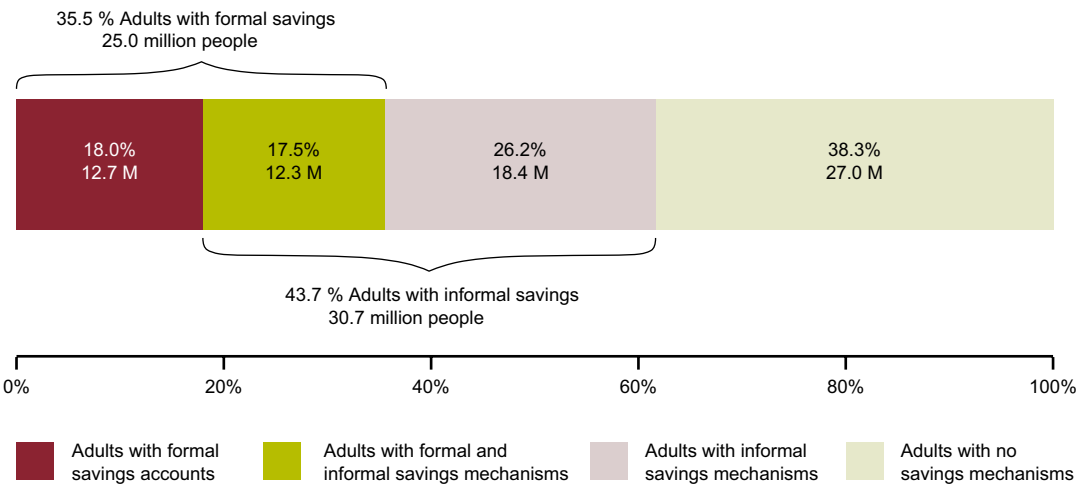 35.5 % Adults with formal savings
25.0 million people
18.0%
12.7 M
17.5%
12.3 M
26.2%
18.4 M
38.3%
27.0 M
43.7 % Adults with informal savings
30.7 million people
0%
20%
40%
60%
80%
100%
Adults with formal
savings accounts
Adults with formal and
informal savings mechanisms
Adults with informal
savings mechanisms
Adults with no
savings mechanisms